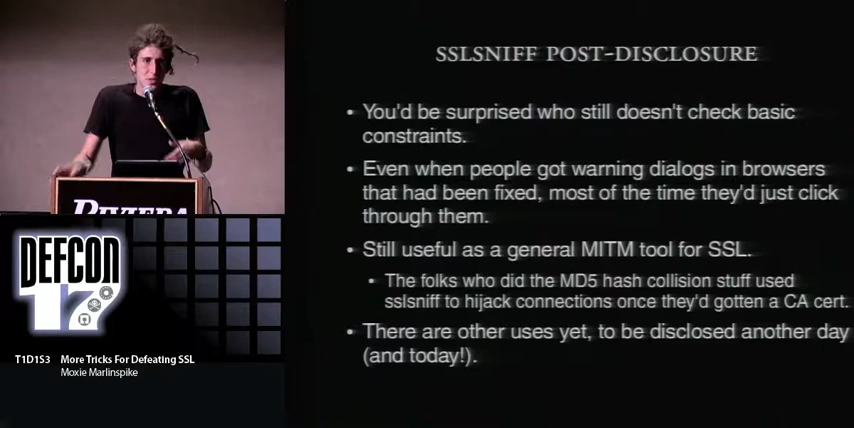 SSLSNIFF POST-DISCLOSURE
• You'd be surprised who still doesn't check basic
constraints.
• Even when people got warning dialogs in browsers
that had been fixed, most of the time they'd just click
through them.
• Still useful as a general MITM tool for SSL.
• The folks who did the MD5 hash collision stuff used
sslsniff to hijack connections once they'd gotten a CA cert.
• There are other uses yet, to be disclosed another day
(and today!).
RIVIERA
DEFCON
17
T1D1S3 More Tricks For Defeating SSL
Moxie Marlinspike